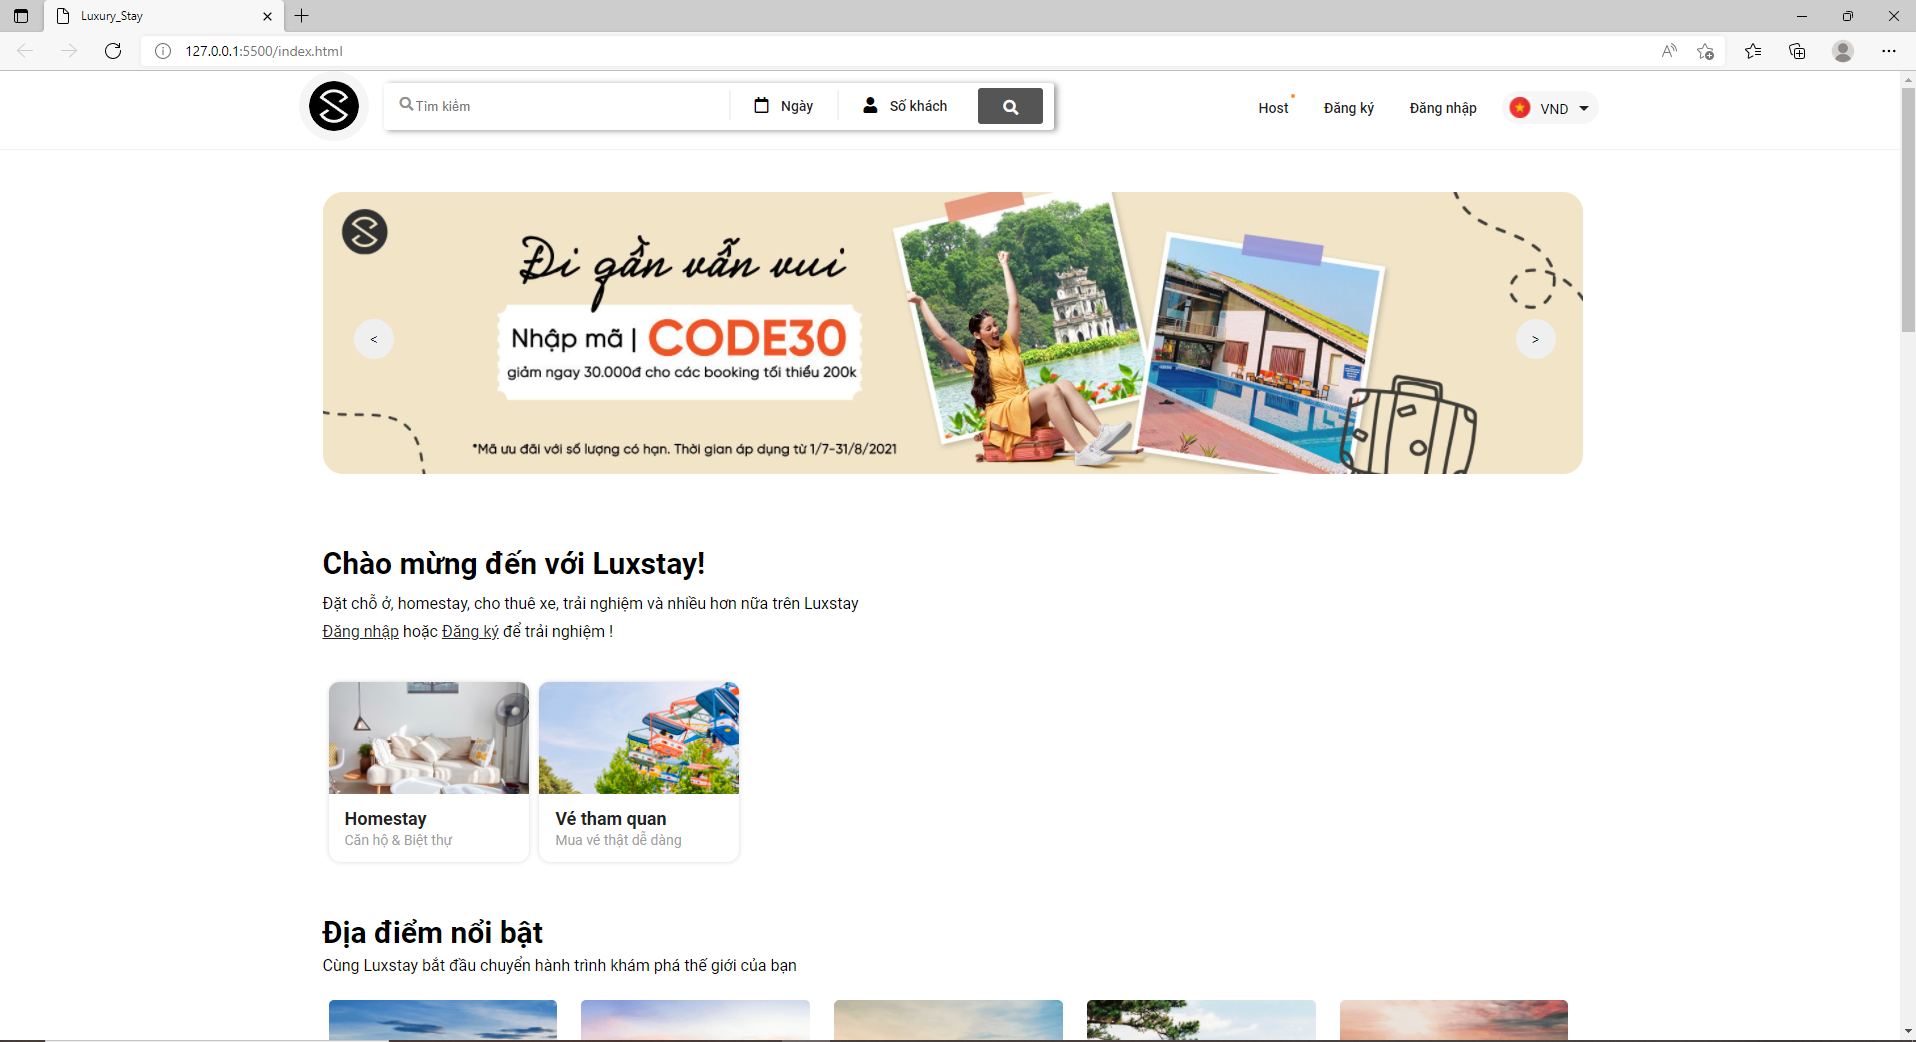 Luxury_Stay
127.0.0.1:5500/index.html
Tìm kiếm
Ngày
Số khách
Host
Đăng ký
Đăng nhập
VND
Đi gần vẫn vui
Nhập mã | CODE30
giảm ngay 30.000đ cho các booking tối thiểu 200k
*Mã ưu đãi với số lượng có hạn. Thời gian áp dụng từ 1/7-31/8/2021
<
>
Chào mừng đến với Luxstay!
Đặt chỗ ở, homestay, cho thuê xe, trải nghiệm và nhiều hơn nữa trên Luxstay
Đăng nhập hoặc Đăng ký để trải nghiệm !
Homestay
Căn hộ & Biệt thự
Vé tham quan
Mua vé thật dễ dàng
Địa điểm nổi bật
Cùng Luxstay bắt đầu chuyển hành trình khám phá thế giới của bạn